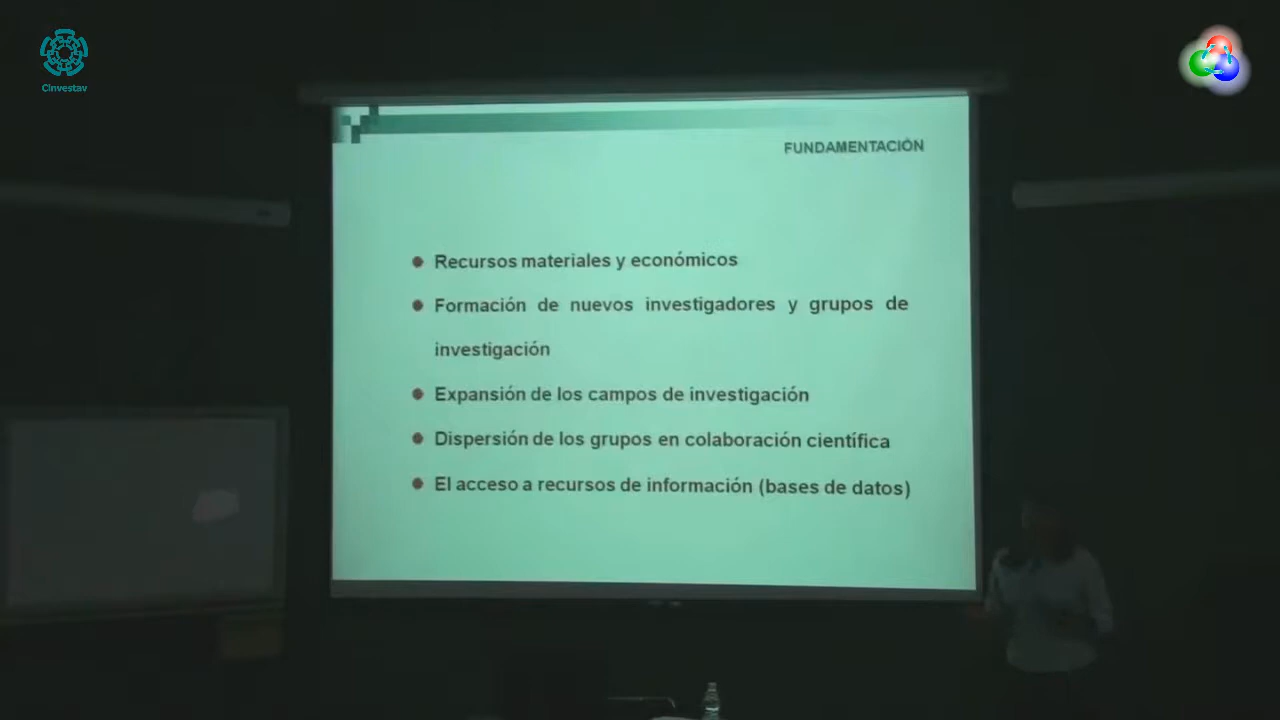 Cinvestav
FUNDAMENTACIÓN
Recursos materiales y económicos
Formación de nuevos investigadores y grupos de
investigación
Expansión de los campos de investigación
Dispersión de los grupos en colaboración científica
El acceso a recursos de información (bases de datos)